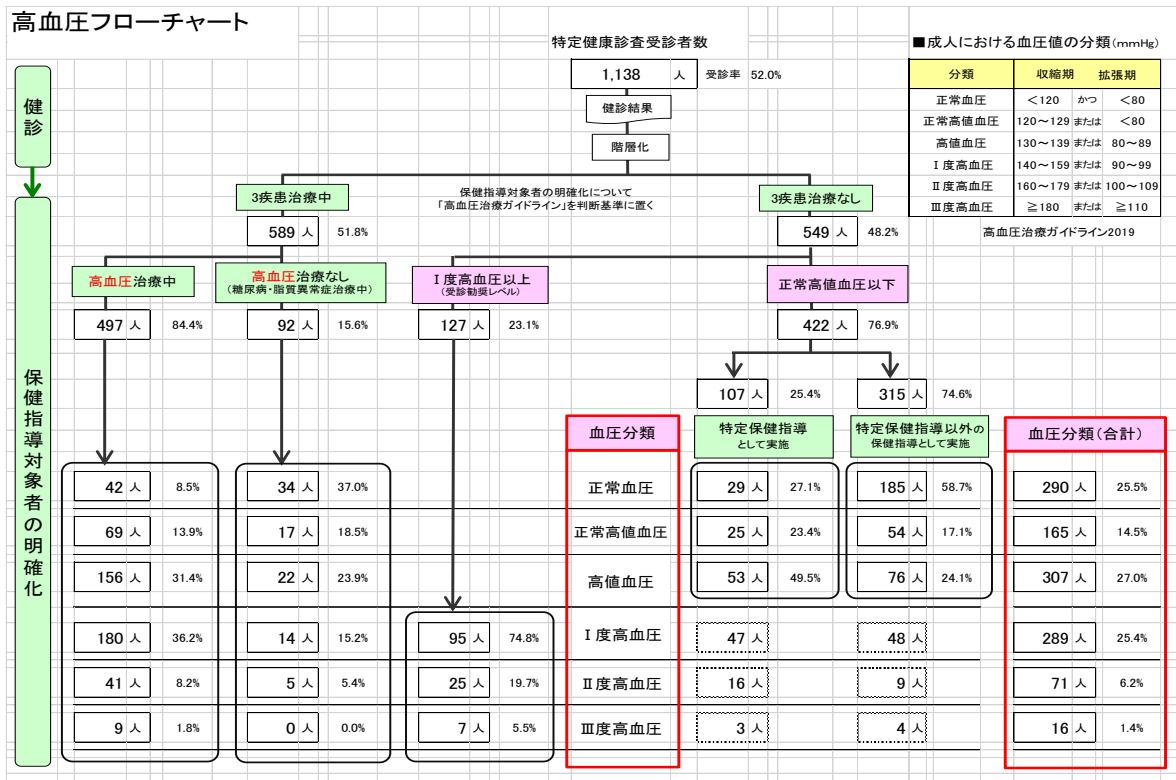 高血圧フローチャート
特定健康診査受診者数
1,138 人 受診率 52.0%
健診結果
階層化
■成人における血圧値の分類(mmHg)
分類 収縮期 拡張期
正常血圧 <120 かつ <80
正常高値血圧 120~129 または <80
高値血圧 130~139 または 80~89
Ⅰ度高血圧 140~159 または 90~99
Ⅱ度高血圧 160~179 または 100~109
Ⅲ度高血圧 ≧180 または ≧110
高血圧治療ガイドライン2019
健診
保健指導対象者の明確化
3疾患治療中
保健指導対象者の明確化について
「高血圧治療ガイドライン」を判断基準に置く
3疾患治療なし
589 人 51.8%
549 人 48.2%
高血圧治療中
高血圧治療なし
(糖尿病・脂質異常症治療中)
Ⅰ度高血圧以上
(受診勧奨レベル)
正常高値血圧以下
497 人 84.4%
92 人 15.6%
127 人 23.1%
422 人 76.9%
107 人 25.4%
315 人 74.6%
血圧分類
特定保健指導
として実施
特定保健指導以外の
保健指導として実施
血圧分類(合計)
42 人 8.5% 34 人 37.0% 正常血圧 29 人 27.1% 185 人 58.7% 290 人 25.5%
69 人 13.9% 17 人 18.5% 正常高値血圧 25 人 23.4% 54 人 17.1% 165 人 14.5%
156 人 31.4% 22 人 23.9% 高値血圧 53 人 49.5% 76 人 24.1% 307 人 27.0%
180 人 36.2% 14 人 15.2% 95 人 74.8% Ⅰ度高血圧 47 人 48 人 289 人 25.4%
41 人 8.2% 5 人 5.4% 25 人 19.7% Ⅱ度高血圧 16 人 9 人 71 人 6.2%
9 人 1.8% 0 人 0.0% 7 人 5.5% Ⅲ度高血圧 3 人 4 人 16 人 1.4%